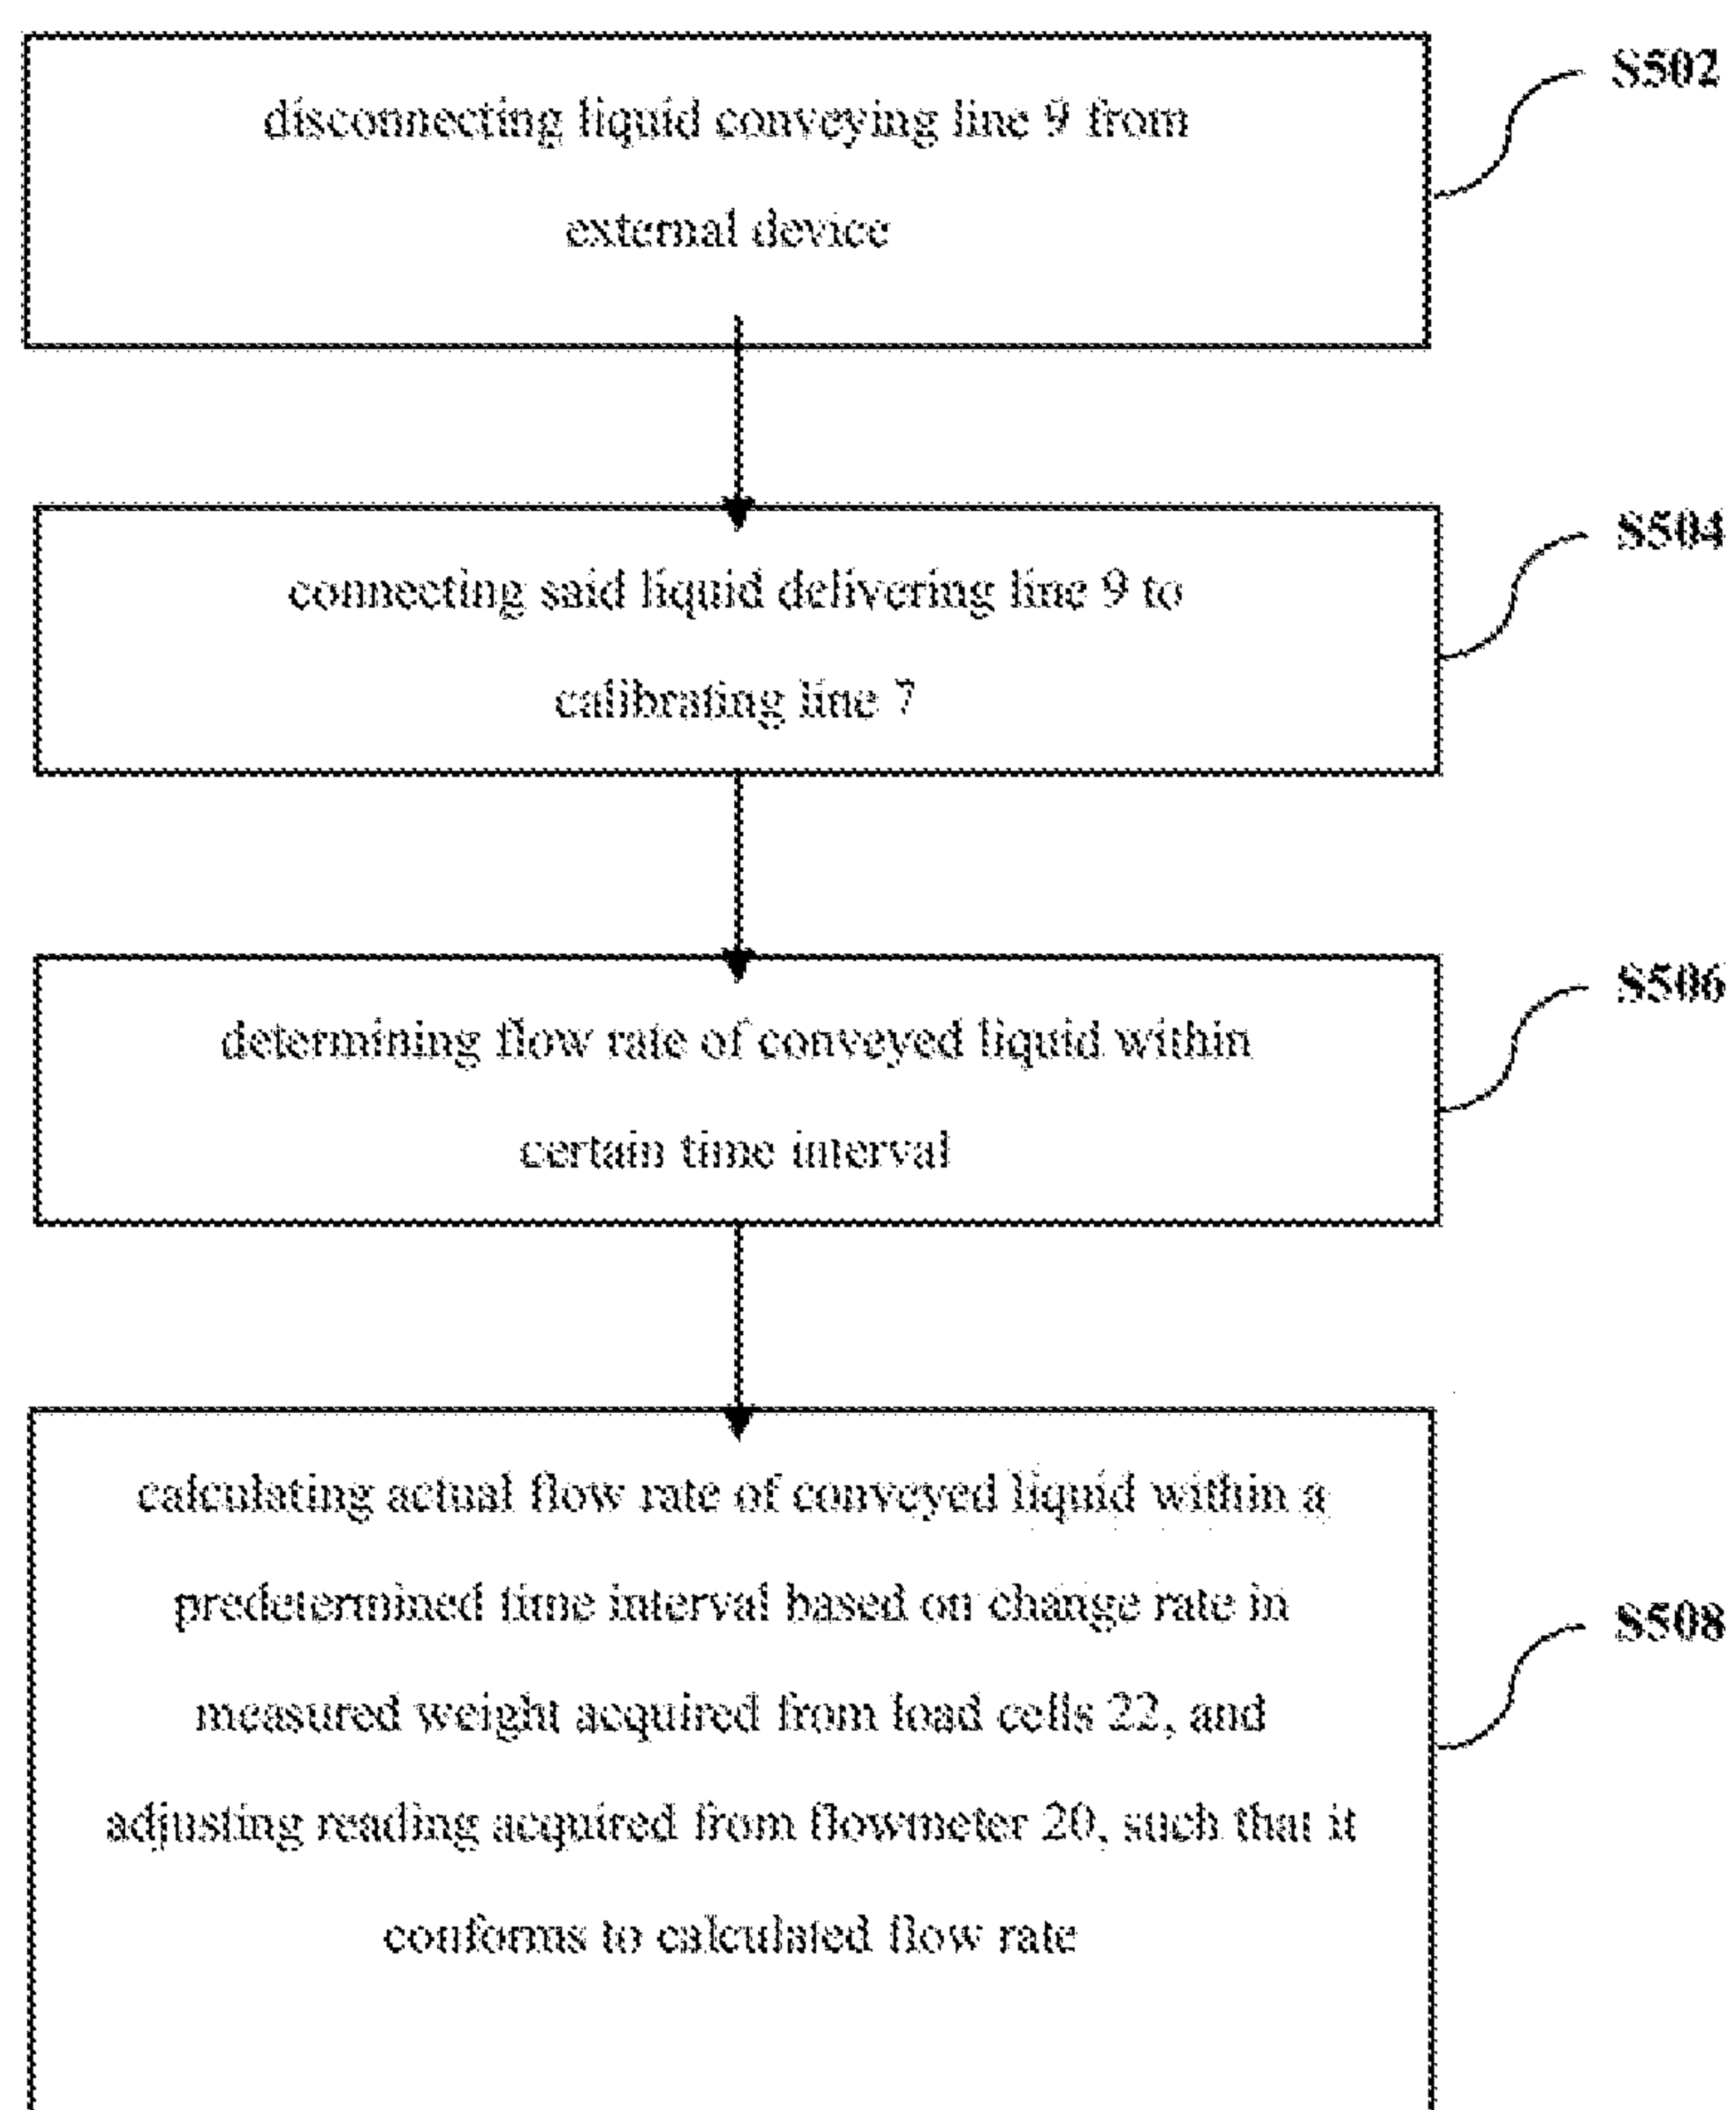 disconnecting liquid conveying line 9 from
external device
S502
connecting said liquid delivering line 9 to
calibrating line 7
S504
determining flow rate of conveyed liquid within
certain time interval
S506
calculating actual flow rate of conveyed liquid within a
predetermined time interval based on change rate in
measured weight acquired from load cells 22, and
adjusting reading acquired from flowmeter 20, such that it
conforms to calculated flow rate
S508